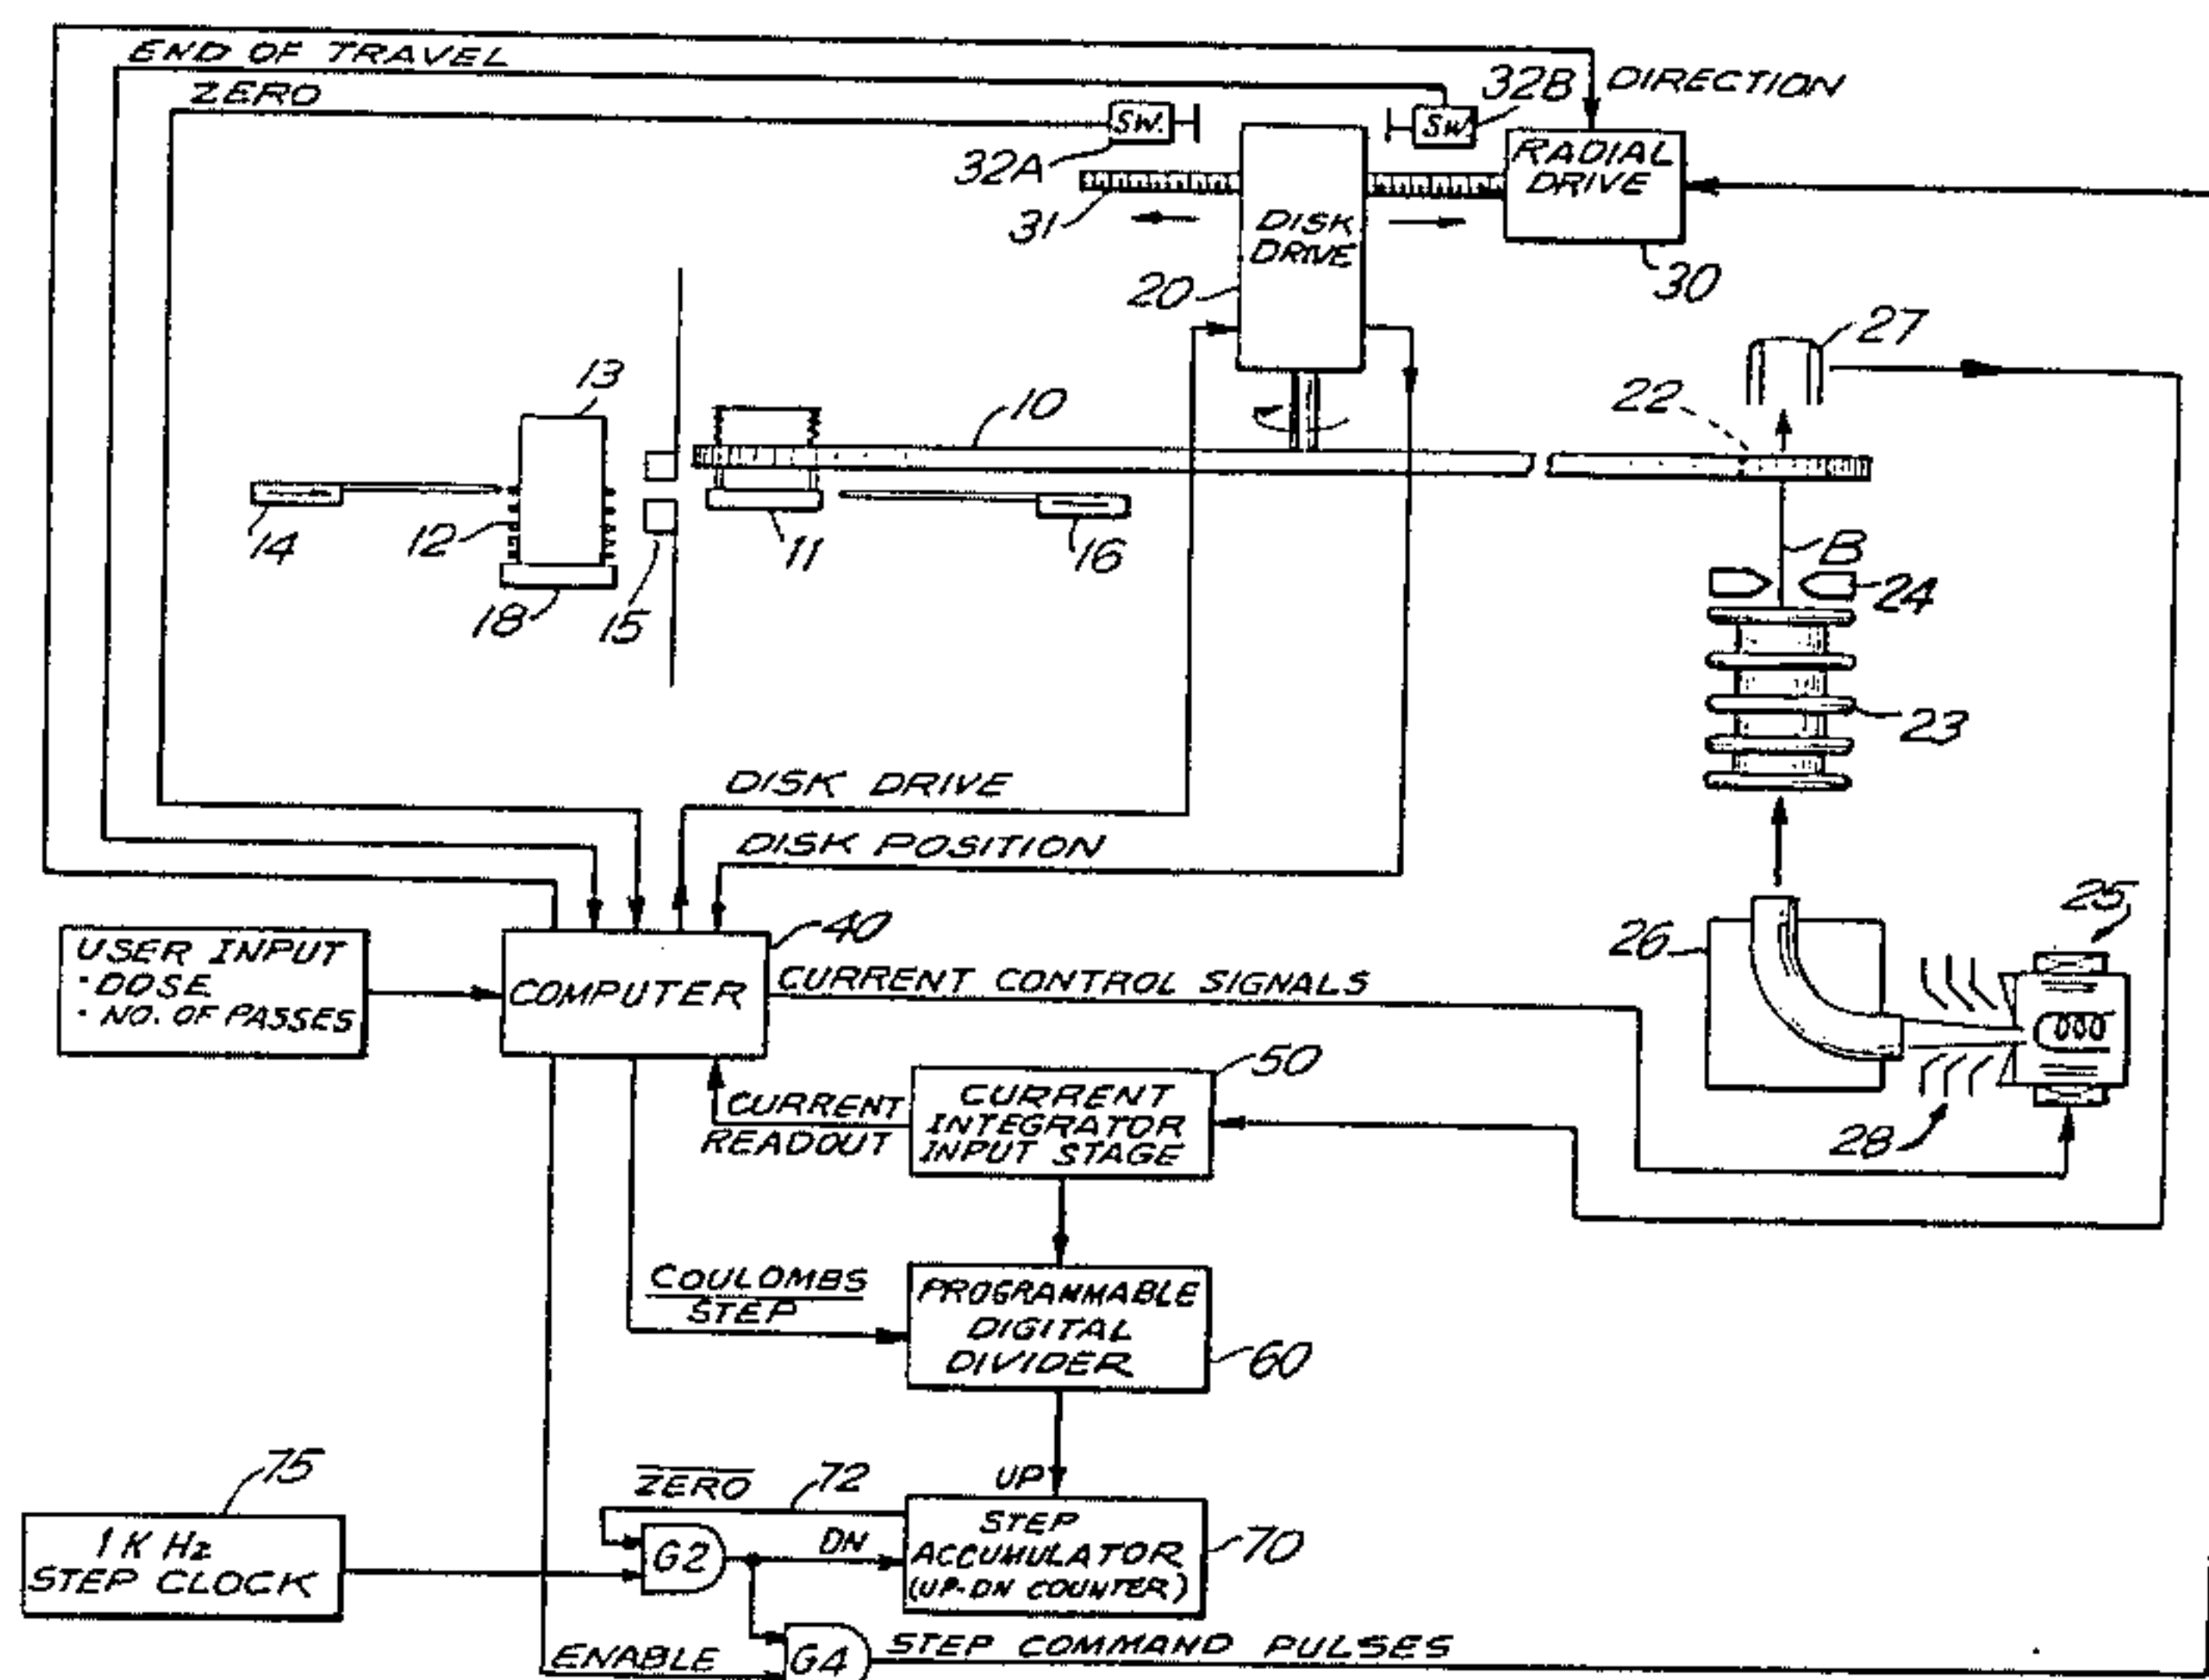 END OF TRAVEL
ZERO
DIRECTION
SW.
32A
32B
SW.
RADIAL
DRIVE
31
DISK
DRIVE
20
30
27
13
10
22
14
12
11
16
18
15
B
24
23
DISK DRIVE
DISK POSITION
40
25
26
USER INPUT
· DOSE
· NO. OF PASSES
COMPUTER
CURRENT CONTROL SIGNALS
50
CURRENT
READOUT
CURRENT
INTEGRATOR
INPUT STAGE
28
COULOMBS
STEP
PROGRAMMABLE
DIGITAL
DIVIDER
60
75
ZERO
72
UP
1 K Hz
STEP CLOCK
G2
DN
STEP
ACCUMULATOR
(UP-DN COUNTER)
70
ENABLE
G4
STEP COMMAND PULSES